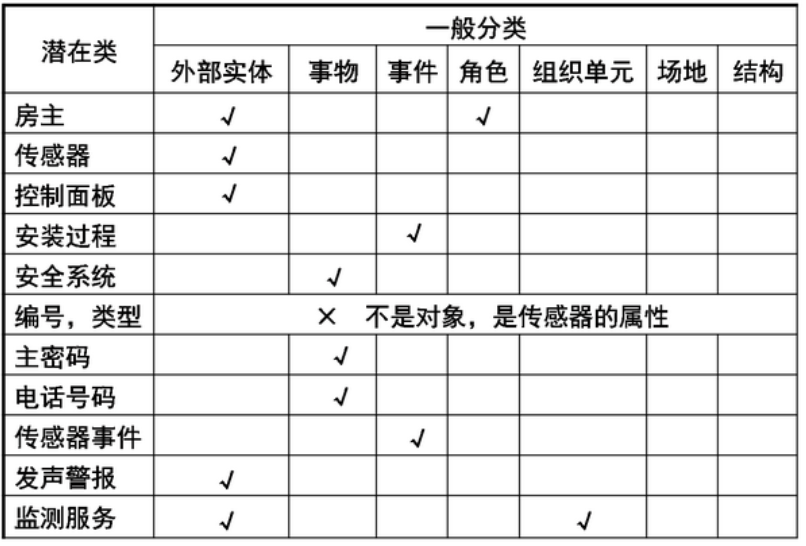 潜在类 一般分类
外部实体 事物 事件 角色 组织单元 场地 结构
房主 √ √
传感器 √
控制面板 √
安装过程 √
安全系统 √
编号，类型 × 不是对象，是传感器的属性
主密码 √
电话号码 √
传感器事件 √
发声警报 √
监测服务 √ √